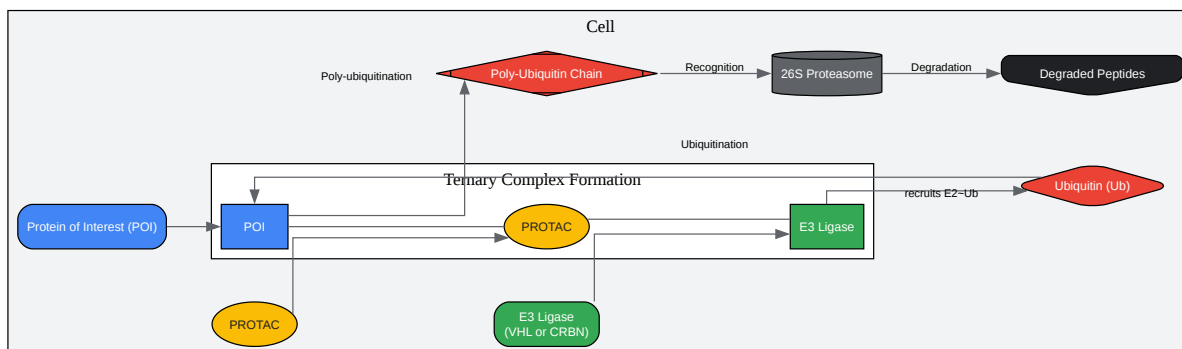 Cell
Poly-ubiquitination
Poly-Ubiquitin Chain
Recognition
26S Proteasome
Degradation
Degraded Peptides
Ubiquitination
Ternary Complex Formation
recruits E2~Ub
Ubiquitin (Ub)
Protein of Interest (POI)
POI
PROTAC
E3 Ligase
PROTAC
E3 Ligase
(VHL or CRBN)